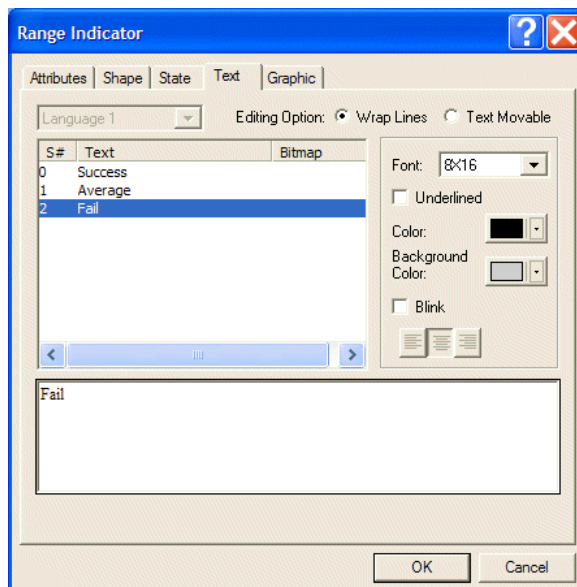 Range Indicator
Attributes Shape State Text Graphic
Language 1 Editing Option: Wrap Lines Text Movable
S# Text Bitmap
0 Success
1 Average
2 Fail
Font: 8X16
Underlined
Color:
Background
Color:
Blink
Fail
OK Cancel